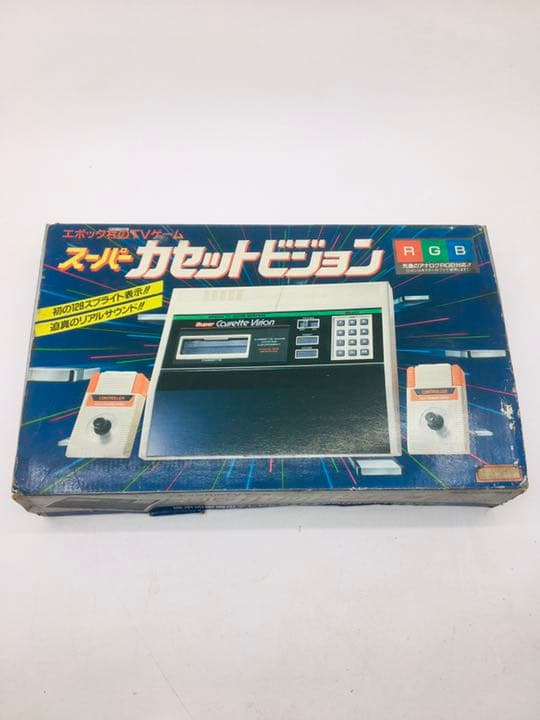 エポック社のTVゲーム
スーパー カセットビジョン
R G B
初の128スプライト表示!!
迫真のリアルサウンド!!
Super Cassette Vision
CONTROLLER
CONTROLLER